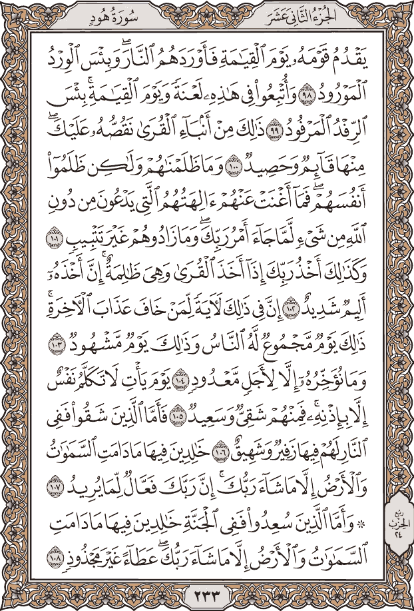 الجزء الثاني عشر
سورة هود
يَقْدُمُ قَوْمَهُۥ يَوْمَ ٱلْقِيَٰمَةِ فَأَوْرَدَهُمُ ٱلنَّارَ ۖ وَبِئْسَ ٱلْوِرْدُ
ٱلْمَوْرُودُ ٩٨ وَأُتْبِعُوا۟ فِى هَٰذِهِۦ لَعْنَةً وَيَوْمَ ٱلْقِيَٰمَةِ ۚ بِئْسَ
ٱلرِّفْدُ ٱلْمَرْفُودُ ٩٩ ذَٰلِكَ مِنْ أَنۢبَآءِ ٱلْقُرَىٰ نَقُصُّهُۥ عَلَيْكَ ۖ
مِنْهَا قَآئِمٌ وَحَصِيدٌ ١٠٠ وَمَا ظَلَمْنَٰهُمْ وَلَٰكِن ظَلَمُوٓا۟
أَنفُسَهُمْ ۖ فَمَآ أَغْنَتْ عَنْهُمْ ءَالِهَتُهُمُ ٱلَّتِى يَدْعُونَ مِن دُونِ
ٱللَّهِ مِن شَىْءٍ لَّمَّا جَآءَ أَمْرُ رَبِّكَ ۖ وَمَا زَادُوهُمْ غَيْرَ تَتْبِيبٍ ١٠١
وَكَذَٰلِكَ أَخْذُ رَبِّكَ إِذَآ أَخَذَ ٱلْقُرَىٰ وَهِىَ ظَٰلِمَةٌ ۚ إِنَّ أَخْذَهُۥٓ
أَلِيمٌ شَدِيدٌ ١٠٢ إِنَّ فِى ذَٰلِكَ لَءَايَةً لِّمَنْ خَافَ عَذَابَ ٱلْءَاخِرَةِ ۚ
ذَٰلِكَ يَوْمٌ مَّجْمُوعٌ لَّهُ ٱلنَّاسُ وَذَٰلِكَ يَوْمٌ مَّشْهُودٌ ١٠٣
وَمَا نُؤَخِّرُهُۥٓ إِلَّا لِأَجَلٍ مَّعْدُودٍ ١٠٤ يَوْمَ يَأْتِ لَا تَكَلَّمُ نَفْسٌ
إِلَّا بِإِذْنِهِۦ ۚ فَمِنْهُمْ شَقِىٌّ وَسَعِيدٌ ١٠٥ فَأَمَّا ٱلَّذِينَ شَقُوا۟ فَفِى
ٱلنَّارِ لَهُمْ فِيهَا زَفِيرٌ وَشَهِيقٌ ١٠٦ خَٰلِدِينَ فِيهَا مَا دَامَتِ ٱلسَّمَٰوَٰتُ
وَٱلْأَرْضُ إِلَّا مَا شَآءَ رَبُّكَ ۚ إِنَّ رَبَّكَ فَعَّالٌ لِّمَا يُرِيدُ ١٠٧
۞ وَأَمَّا ٱلَّذِينَ سُعِدُوا۟ فَفِى ٱلْجَنَّةِ خَٰلِدِينَ فِيهَا مَا دَامَتِ
ٱلسَّمَٰوَٰتُ وَٱلْأَرْضُ إِلَّا مَا شَآءَ رَبُّكَ ۖ عَطَآءً غَيْرَ مَجْذُوذٍ ١٠٨
ربع
الحزب
٢٤
٢٣٣